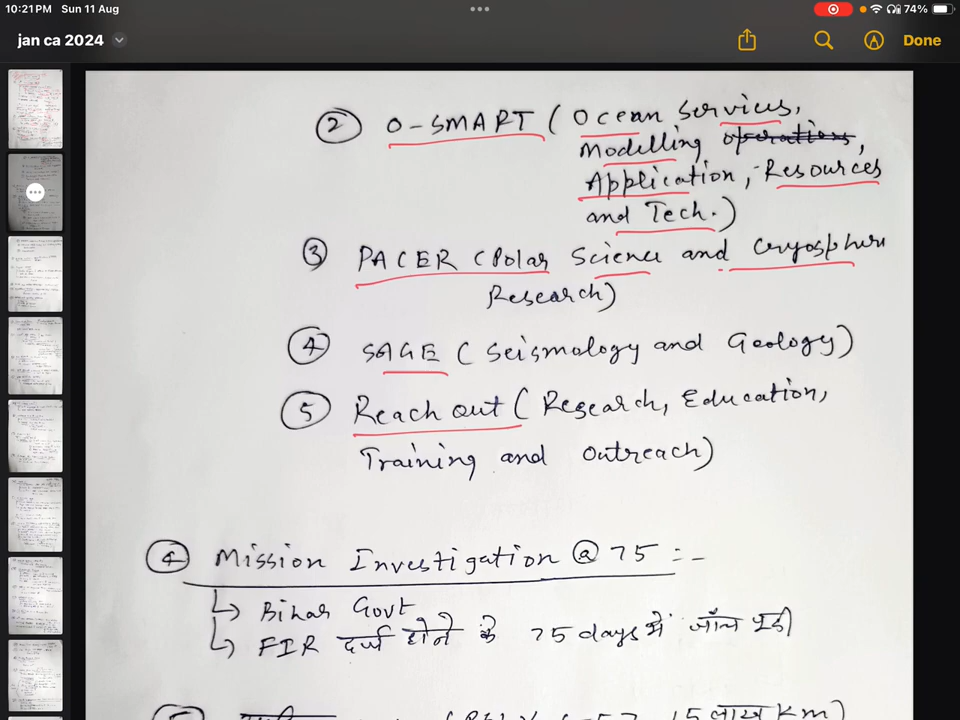 10:21 PM Sun 11 Aug
74%
jan ca 2024
Done
② O-SMART (Ocean Services,
Modelling operations,
Application, Resources
and Tech.)
③ PACER (Polar Science and Cryosphere
Research)
④ SAGE (Seismology and Geology)
⑤ Reach out (Research, Education,
Training and Outreach)
④ Mission Investigation @ 75 :-
↳ Bihar Govt
↳ FIR दर्ज होने के 75 days में जाँच पूरी